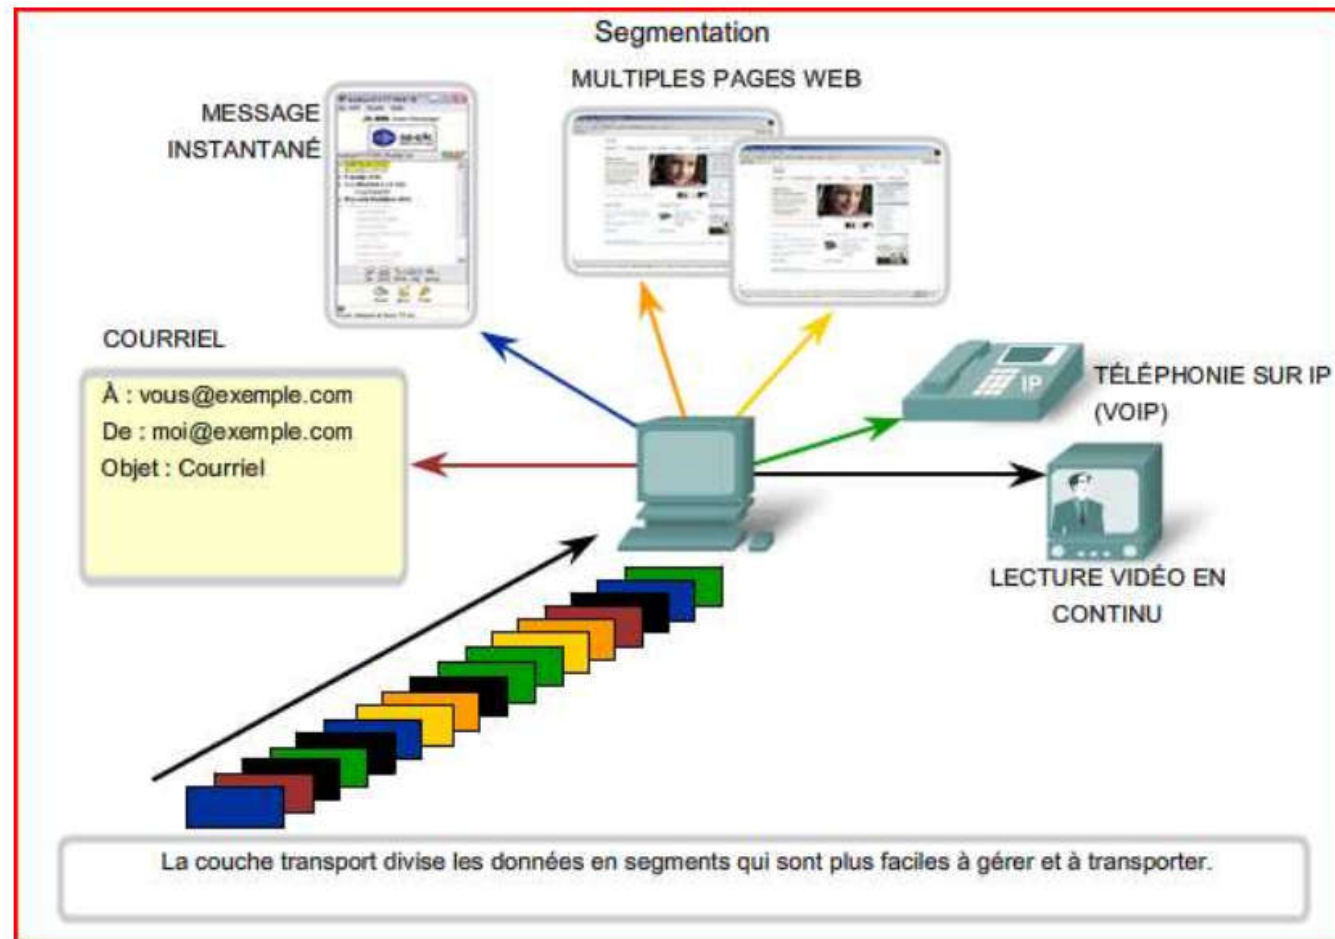 Segmentation
MULTIPLES PAGES WEB
MESSAGE
INSTANTANÉ
COURRIEL
À : vous@exemple.com
De : moi@exemple.com
Objet : Courriel
IP
TÉLÉPHONIE SUR IP
(VOIP)
LECTURE VIDÉO EN
CONTINU
La couche transport divise les données en segments qui sont plus faciles à gérer et à transporter.